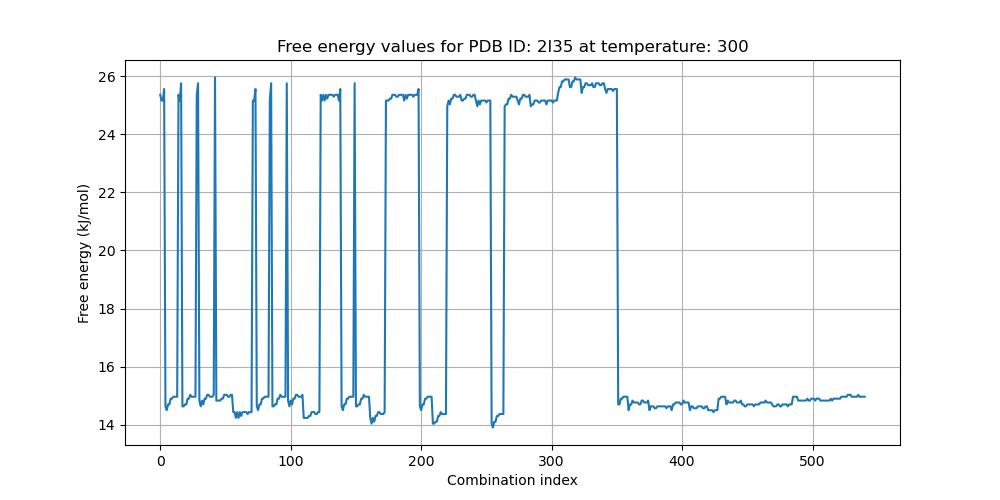 Free energy values for PDB ID: 2I35 at temperature: 300
Free energy (kJ/mol)
26
24
22
20
18
16
14
0 100 200 300 400 500
Combination index